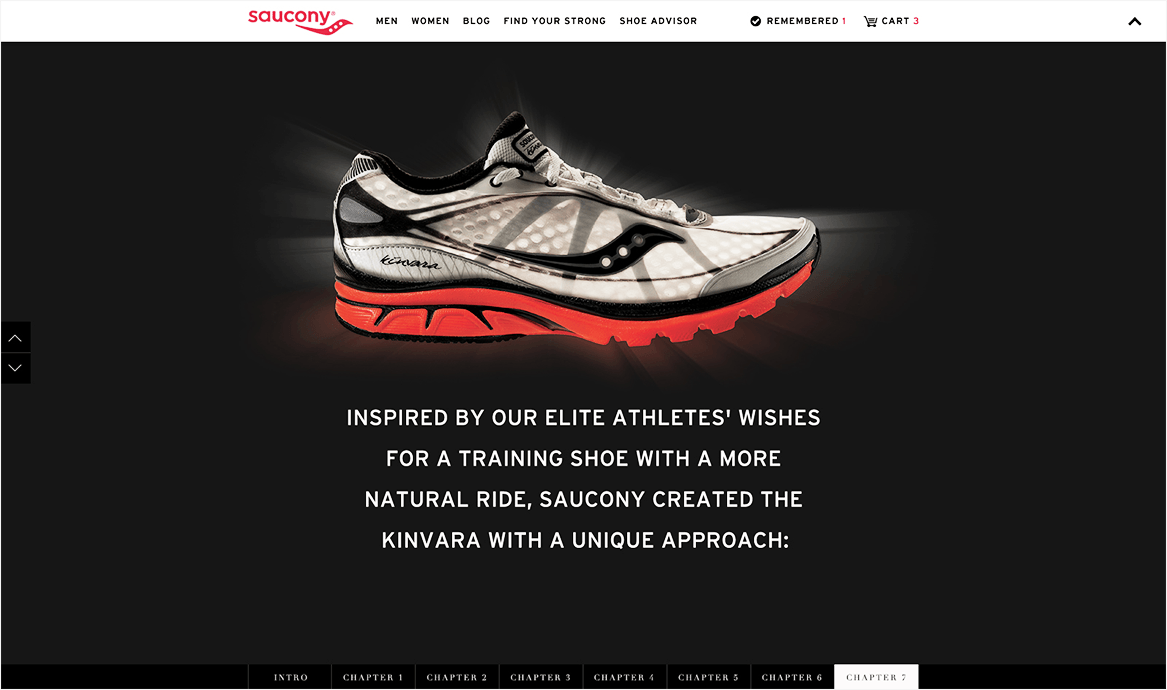 saucony®
MEN WOMEN BLOG FIND YOUR STRONG SHOE ADVISOR REMEMBERED 1 CART 3
kinvara
INSPIRED BY OUR ELITE ATHLETES' WISHES
FOR A TRAINING SHOE WITH A MORE
NATURAL RIDE, SAUCONY CREATED THE
KINVARA WITH A UNIQUE APPROACH:
INTRO CHAPTER 1 CHAPTER 2 CHAPTER 3 CHAPTER 4 CHAPTER 5 CHAPTER 6 CHAPTER 7